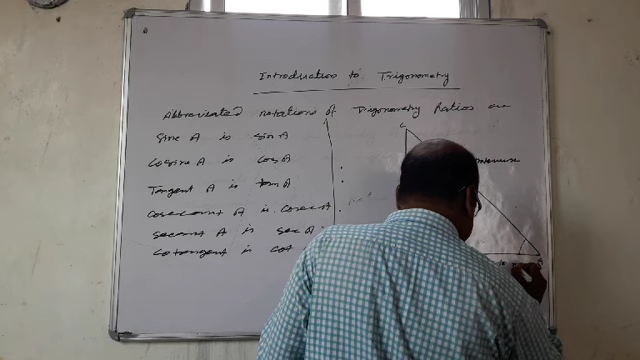 Introduction to Trigonometry
Abbreviated notations of Trigonometry Ratios are
Sine A is sin A
Cosine A is cos A
Tangent A is tan A
Cosecant A is cosec A
Secant A is sec A
Cotangent is cot
C